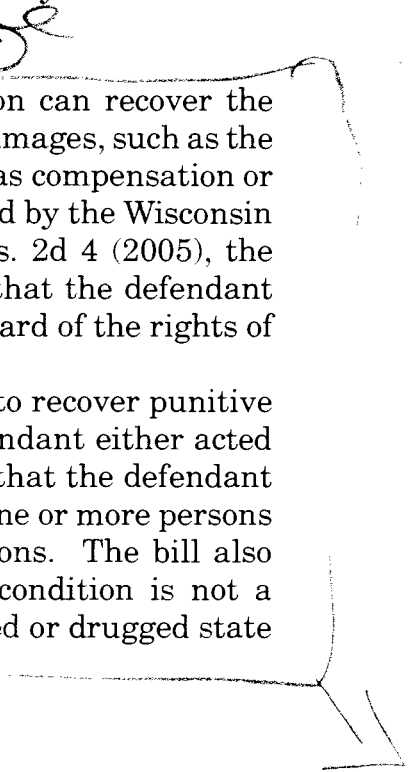 on can recover the
mages, such as the
as compensation or
d by the Wisconsin
s. 2d 4 (2005), the
that the defendant
ard of the rights of
to recover punitive
ndant either acted
that the defendant
ne or more persons
ons. The bill also
condition is not a
ed or drugged state